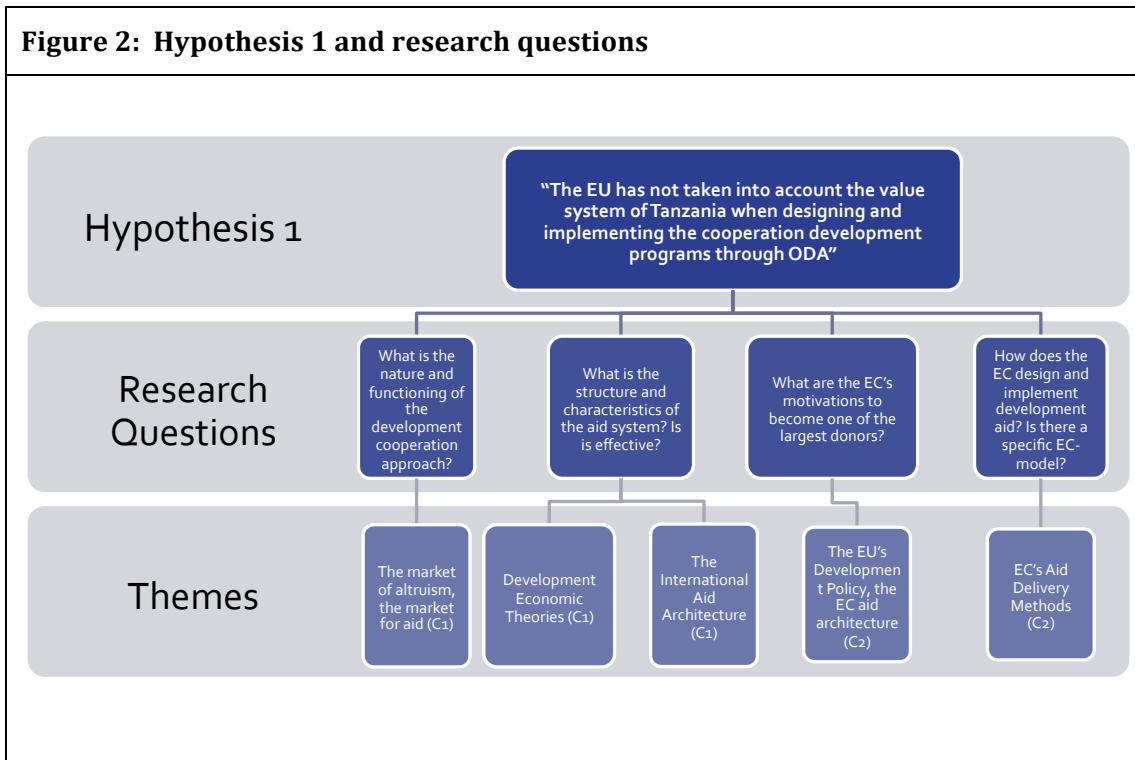 Figure 2: Hypothesis 1 and research questions
Hypothesis 1
“The EU has not taken into account the value
system of Tanzania when designing and
implementing the cooperation development
programs through ODA”
Research
Questions
What is the
nature and
functioning of
the
development
cooperation
approach?
What is the
structure and
characteristics of
the aid system? Is
is effective?
What are the EC’s
motivations to
become one of the
largest donors?
How does the
EC design and
implement
development
aid? Is there a
specific EC-
model?
Themes
The market
of altruism,
the market
for aid (C1)
Development
Economic
Theories (C1)
The
International
Aid
Architecture
(C1)
The EU’s
Developmen
t Policy, the
EC aid
architecture
(C2)
EC’s Aid
Delivery
Methods
(C2)